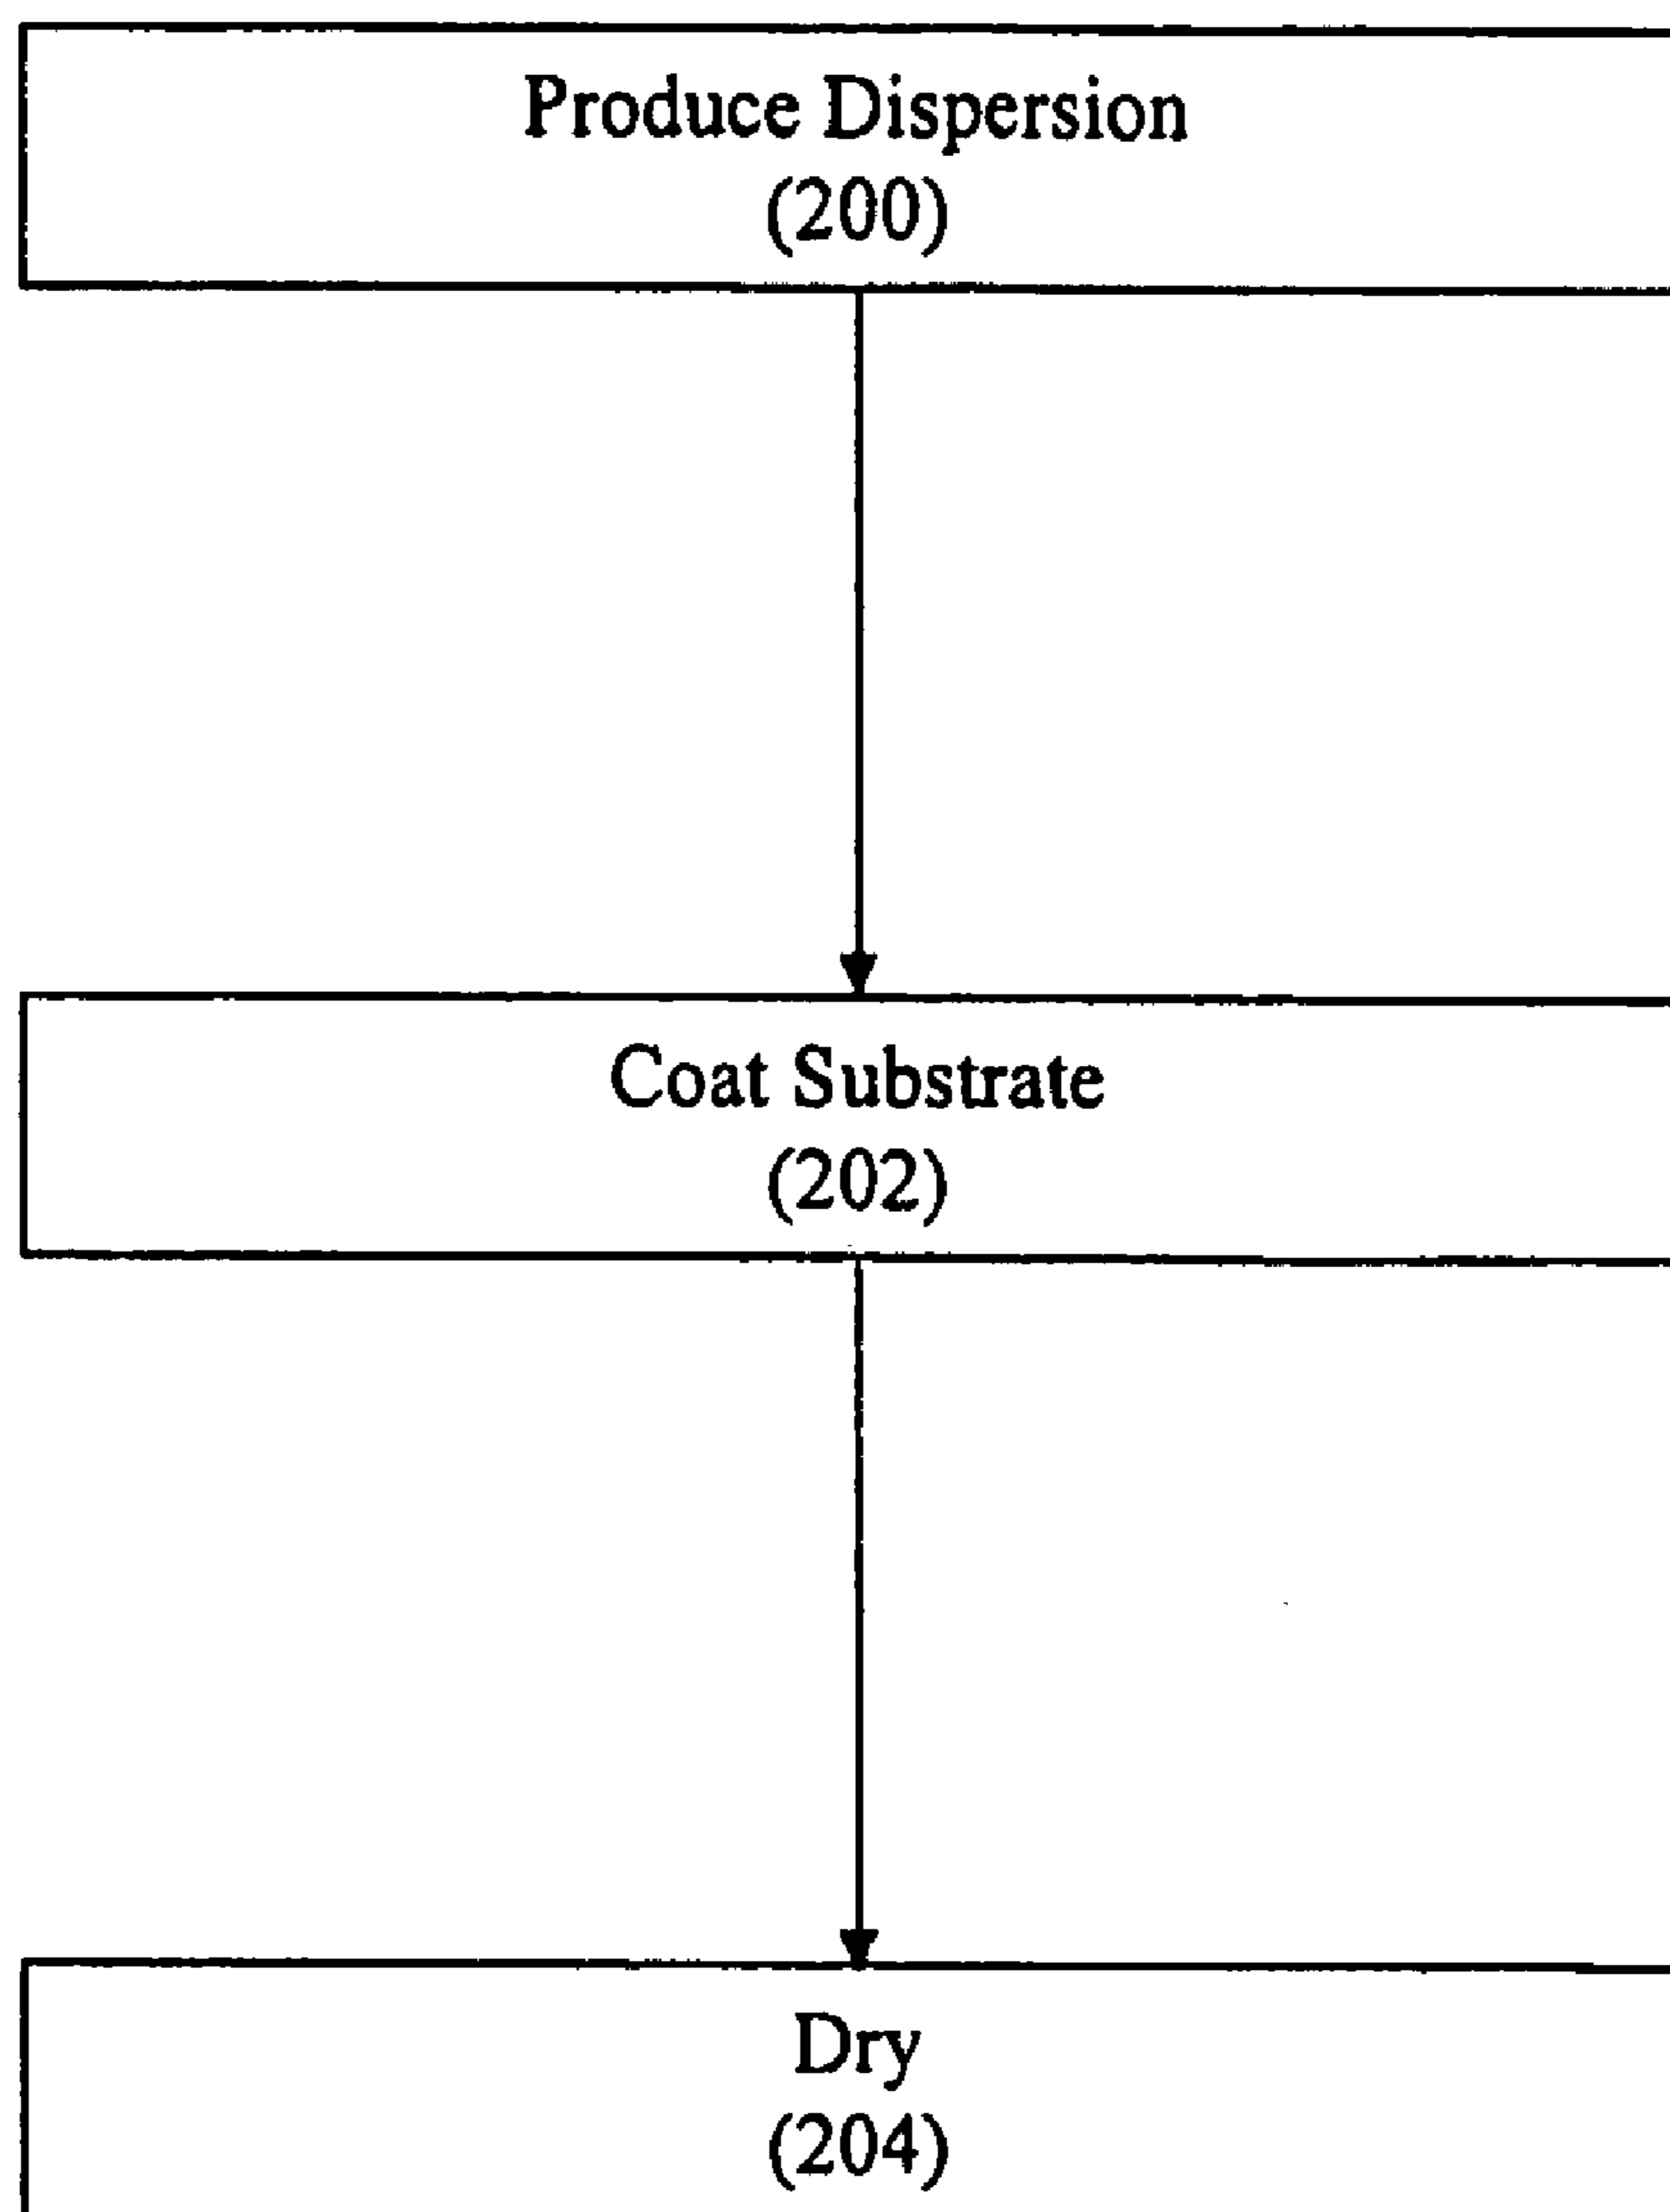 Produce Dispersion
(200)
Coat Substrate
(202)
Dry
(204)